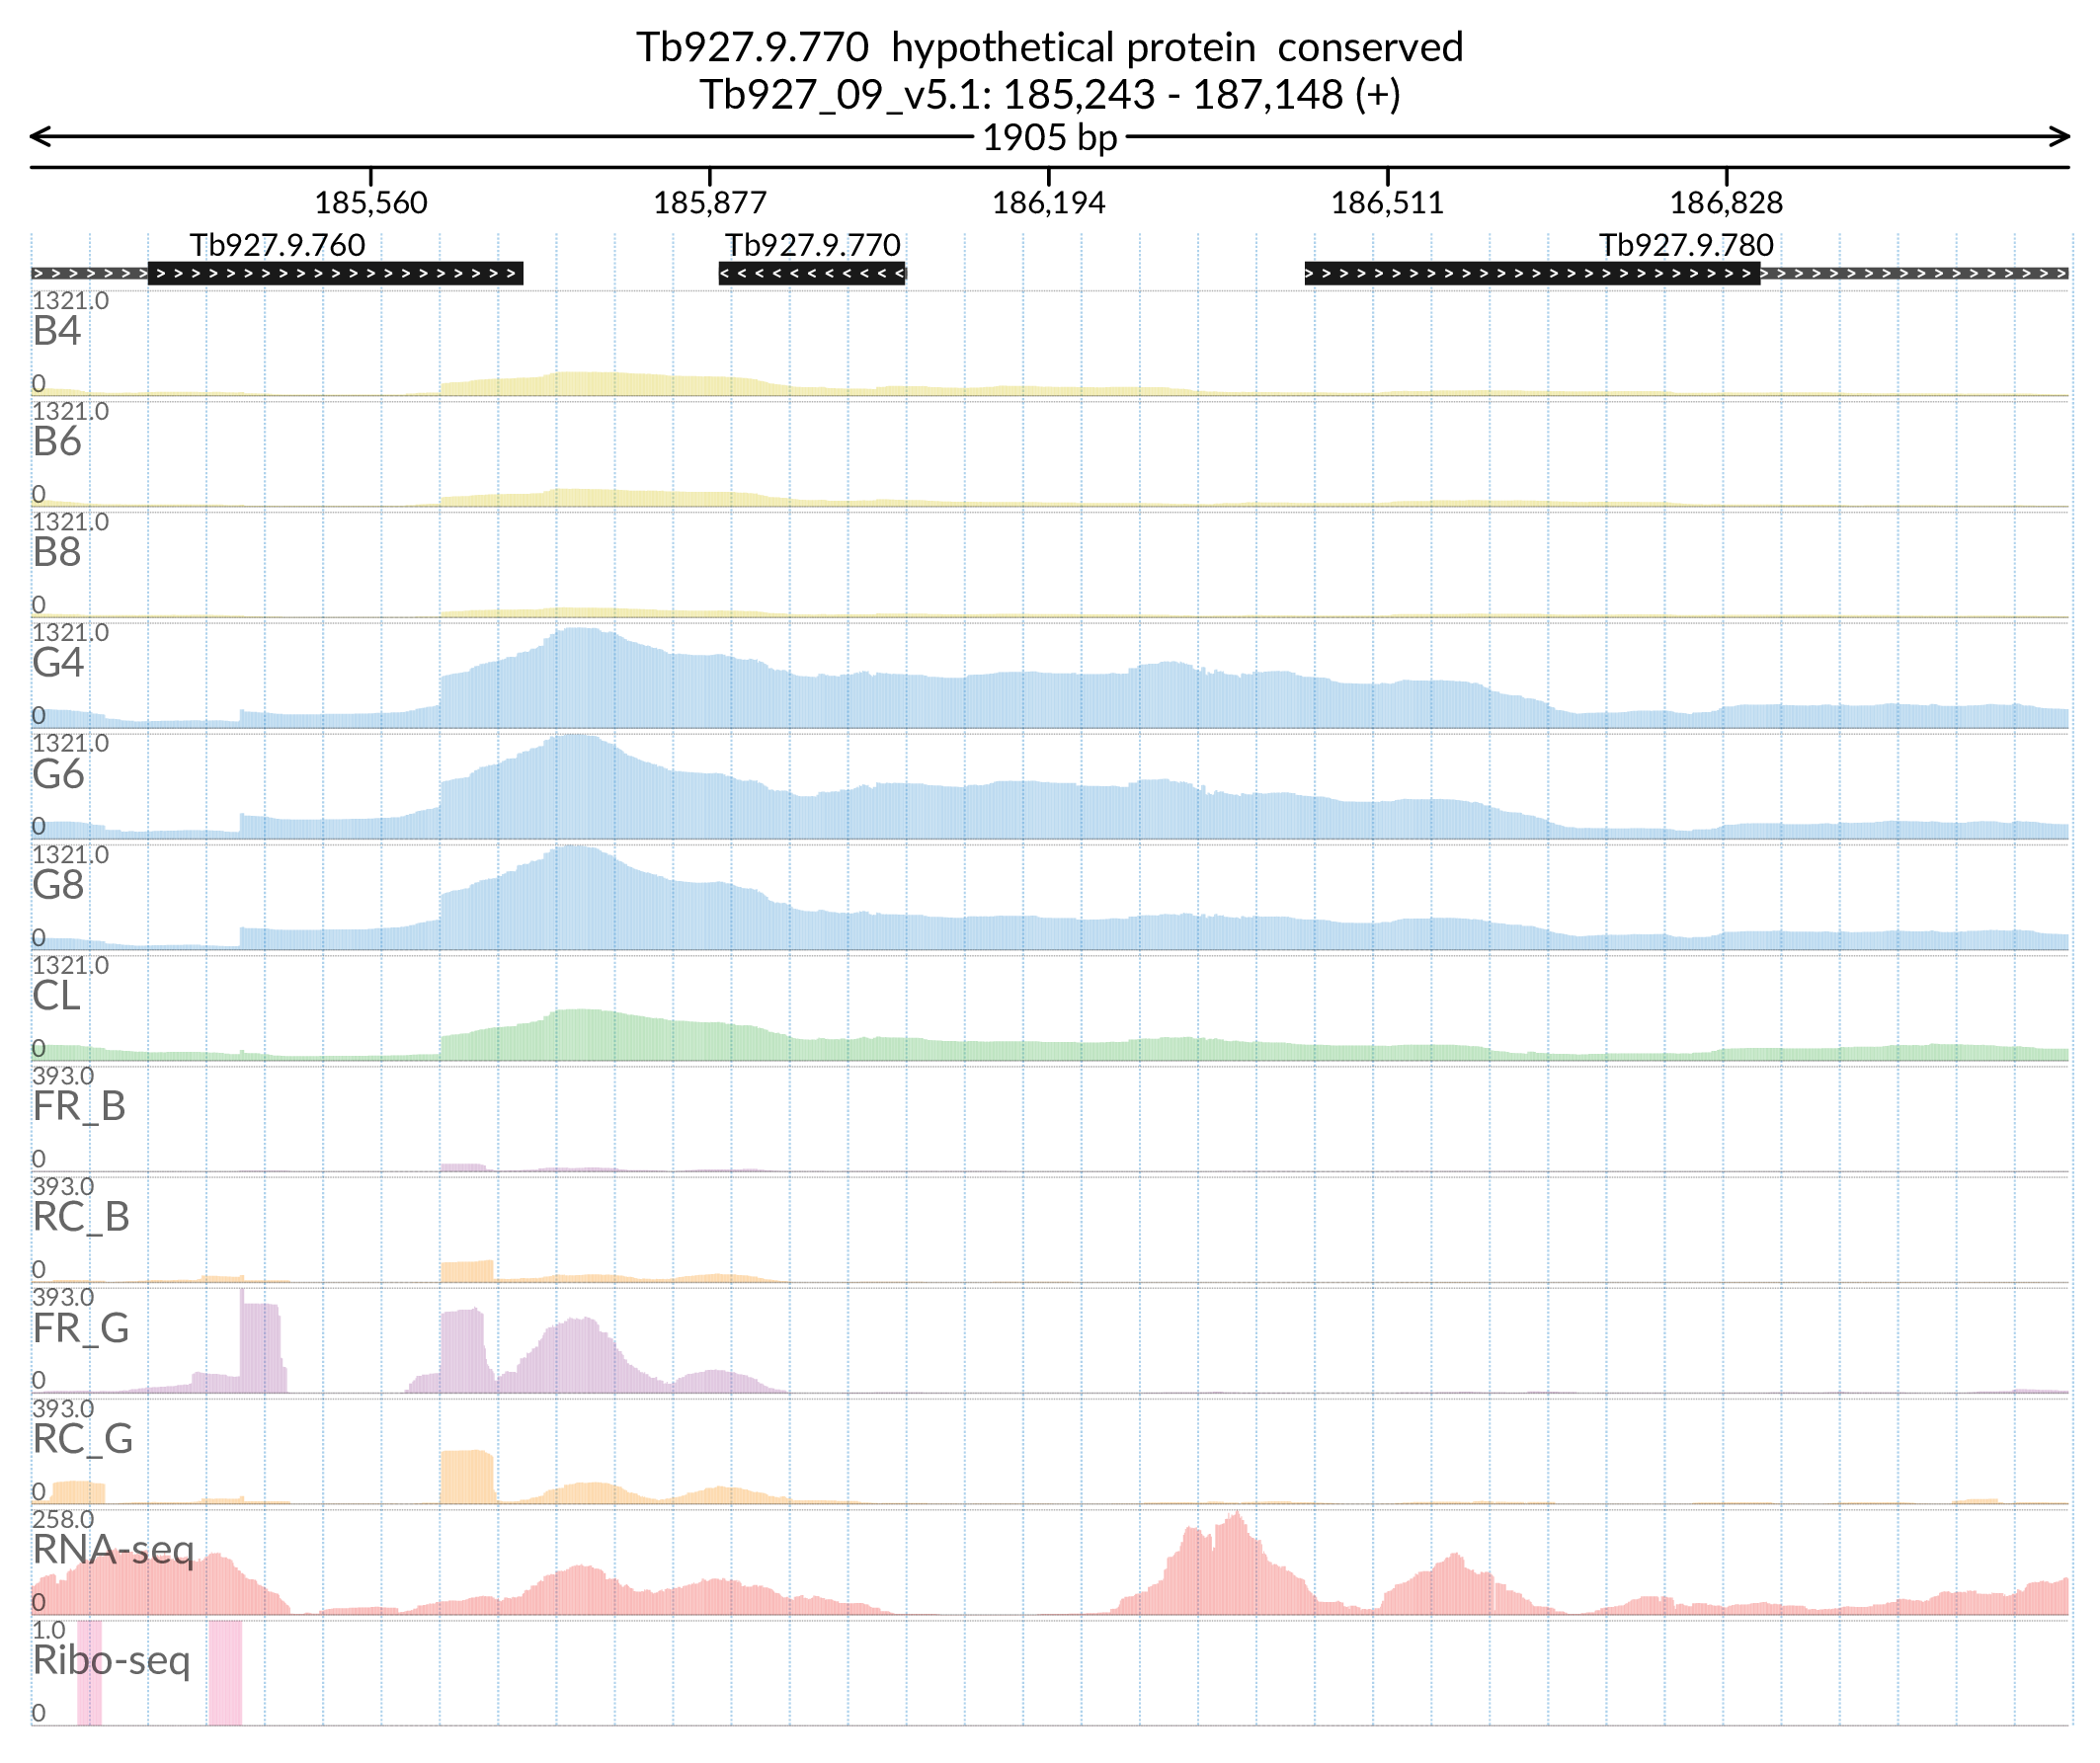 Tb927.9.770  hypothetical protein  conserved
Tb927_09_v5.1: 185,243 - 187,148 (+)
1905 bp
185,560 185,877 186,194 186,511 186,828
Tb927.9.760 Tb927.9.770 Tb927.9.780
1321.0
B4
0
1321.0
B6
0
1321.0
B8
0
1321.0
G4
0
1321.0
G6
0
1321.0
G8
0
1321.0
CL
0
393.0
FR_B
0
393.0
RC_B
0
393.0
FR_G
0
393.0
RC_G
0
258.0
RNA-seq
0
1.0
Ribo-seq
0